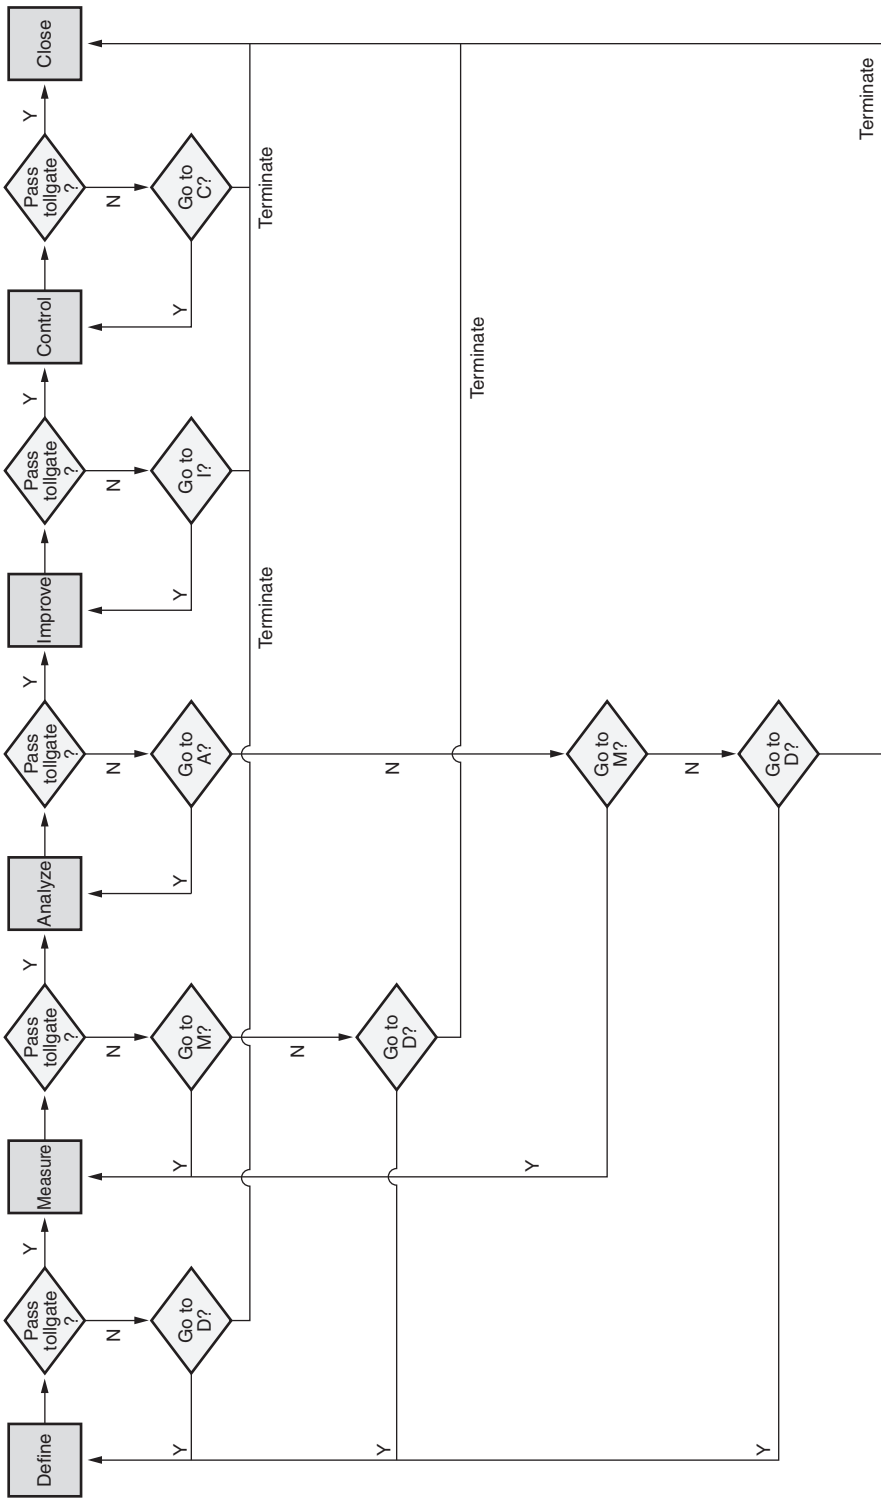 Define
Pass
tollgate
?
Y
Measure
Pass
tollgate
?
Y
Analyze
Pass
tollgate
?
Y
Improve
Pass
tollgate
?
Y
Control
Pass
tollgate
?
Y
Close
N
N
N
N
N
Y
Go to
D?
Y
Go to
M?
Y
Go to
A?
Y
Go to
I?
Y
Go to
C?
Terminate
Terminate
N
N
Y
Go to
D?
Terminate
Y
Go to
M?
N
Y
Go to
D?
Terminate